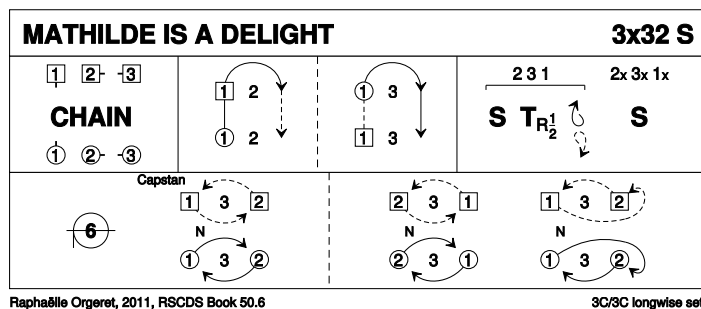 MATHILDE IS A DELIGHT 3x32 S
1 2 3 1 2 1 3 2 3 1 2x 3x 1x
CHAIN S T R 1/2 S
1 2 3 1 2 1 3
Capstan
1 3 2 2 3 1 1 3 2
6 N N N
1 3 2 2 3 1 1 3 2
Raphaëlle Orgeret, 2011, RSCDS Book 50.6 3C/3C longwise set